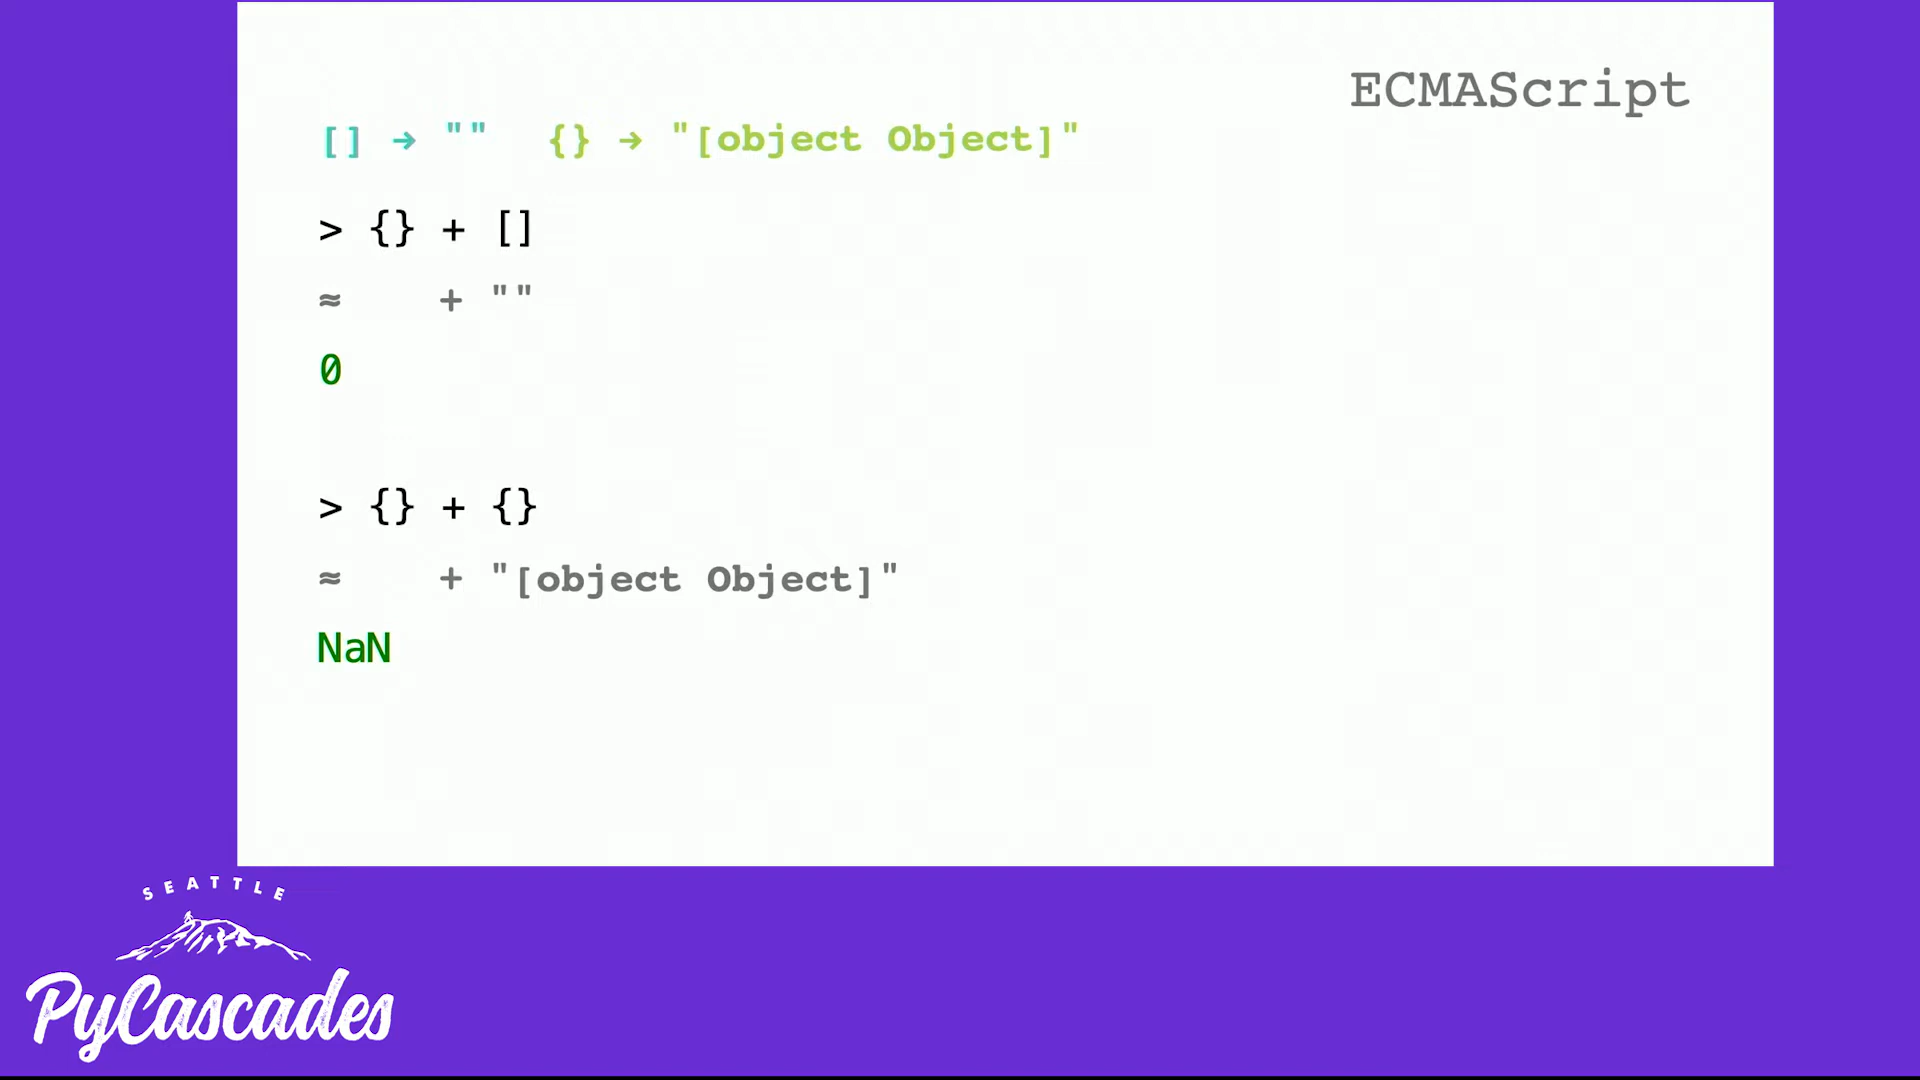 ECMAScript
[] → "" {} → "[object Object]"
> {} + []
≈ + ""
0
> {} + {}
≈ + "[object Object]"
NaN
SEATTLE
PyCascades